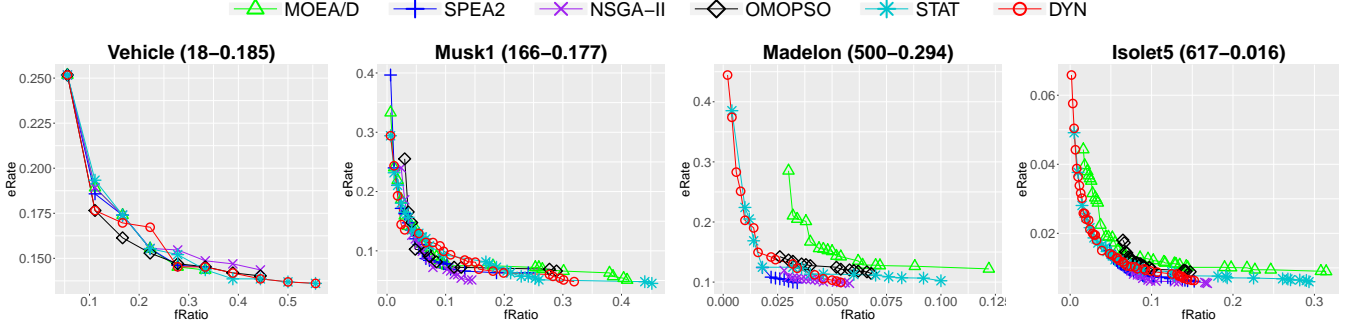 MOEA/D SPEA2 NSGA−II OMOPSO STAT DYN
Vehicle (18−0.185) Musk1 (166−0.177) Madelon (500−0.294) Isolet5 (617−0.016)
0.250
0.225
0.200
0.175
0.150
eRate
0.1 0.2 0.3 0.4 0.5
fRatio
0.4
0.3
0.2
0.1
eRate
0.0 0.1 0.2 0.3 0.4
fRatio
0.4
0.3
0.2
0.1
eRate
0.000 0.025 0.050 0.075 0.100 0.125
fRatio
0.06
0.04
0.02
eRate
0.0 0.1 0.2 0.3
fRatio